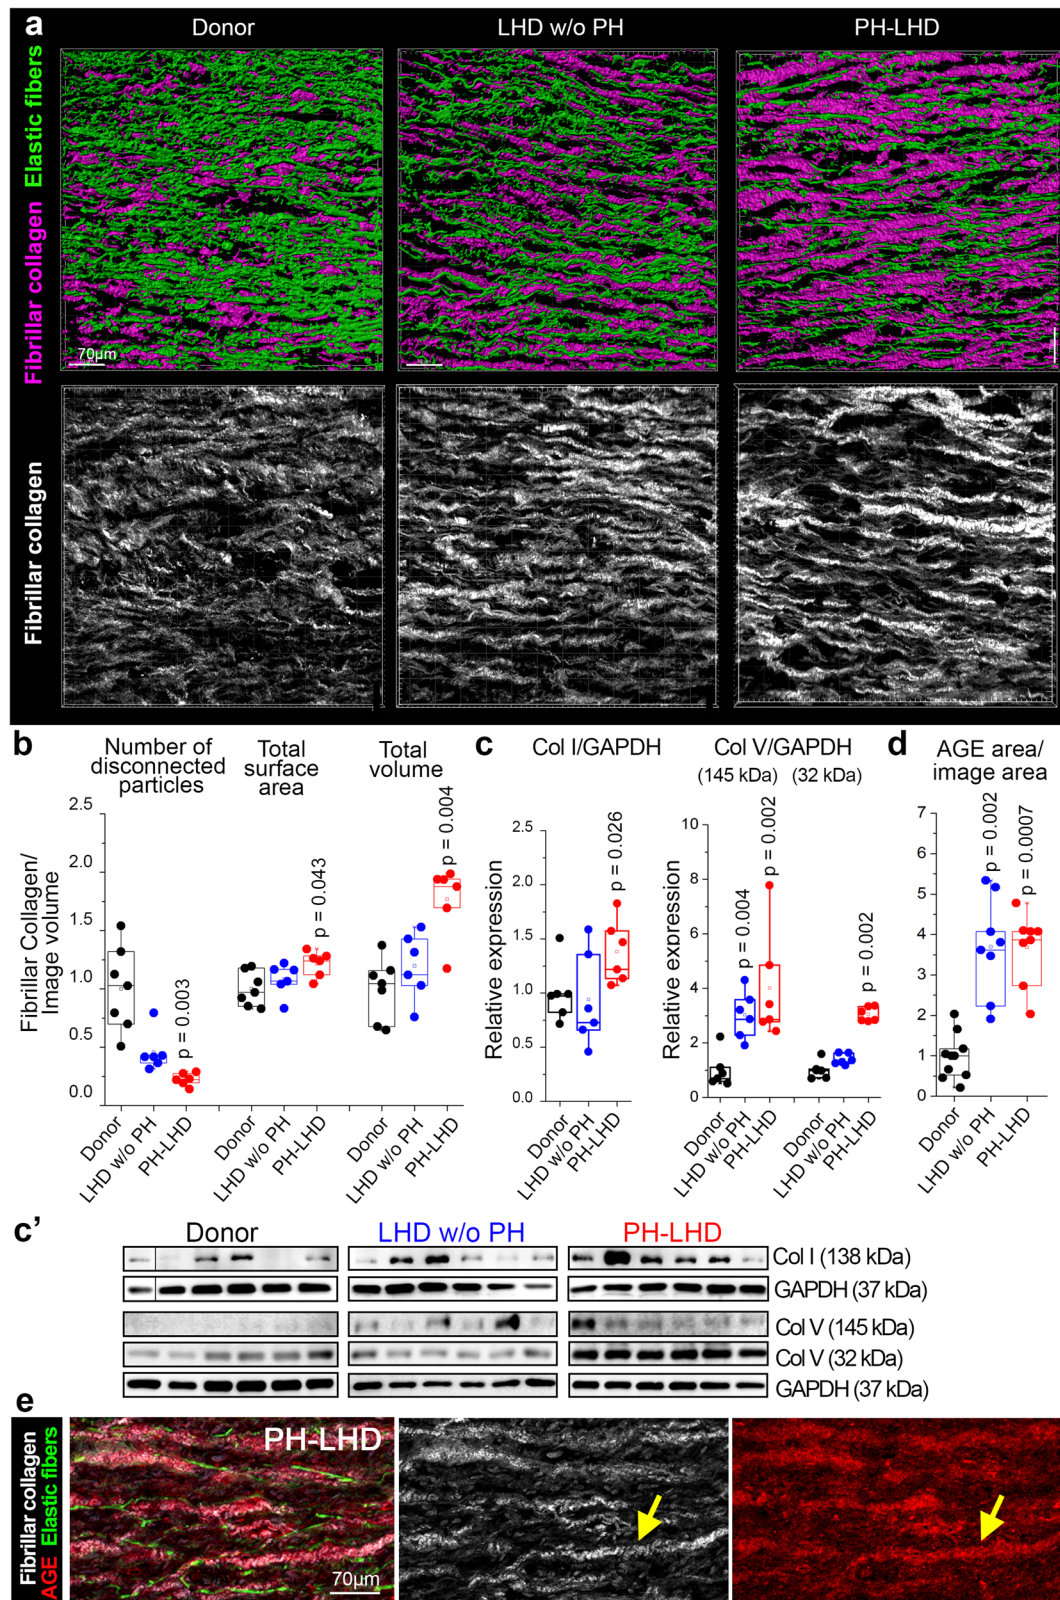 a
Donor
LHD w/o PH
PH-LHD
Fibrillar collagen Elastic fibers
70µm
Fibrillar collagen
b
Number of
disconnected
particles
Total
surface
area
Total
volume
Fibrillar Collagen/
Image volume
2.5
2.0
1.5
1.0
0.5
0.0
p = 0.003
p = 0.043
p = 0.004
Donor
LHD w/o PH
PH-LHD
Donor
LHD w/o PH
PH-LHD
Donor
LHD w/o PH
PH-LHD
c
Col I/GAPDH
Relative expression
2.5
2.0
1.5
1.0
0.5
0.0
p = 0.026
Donor
LHD w/o PH
PH-LHD
Col V/GAPDH
(145 kDa) (32 kDa)
Relative expression
10
8
6
4
2
0
p = 0.004
p = 0.002
p = 0.002
Donor
LHD w/o PH
PH-LHD
Donor
LHD w/o PH
PH-LHD
d
AGE area/
image area
7
6
5
4
3
2
1
0
p = 0.002
p = 0.0007
Donor
LHD w/o PH
PH-LHD
c’
Donor
LHD w/o PH
PH-LHD
Col I (138 kDa)
GAPDH (37 kDa)
Col V (145 kDa)
Col V (32 kDa)
GAPDH (37 kDa)
e
Fibrillar collagen
AGE Elastic fibers
PH-LHD
70µm